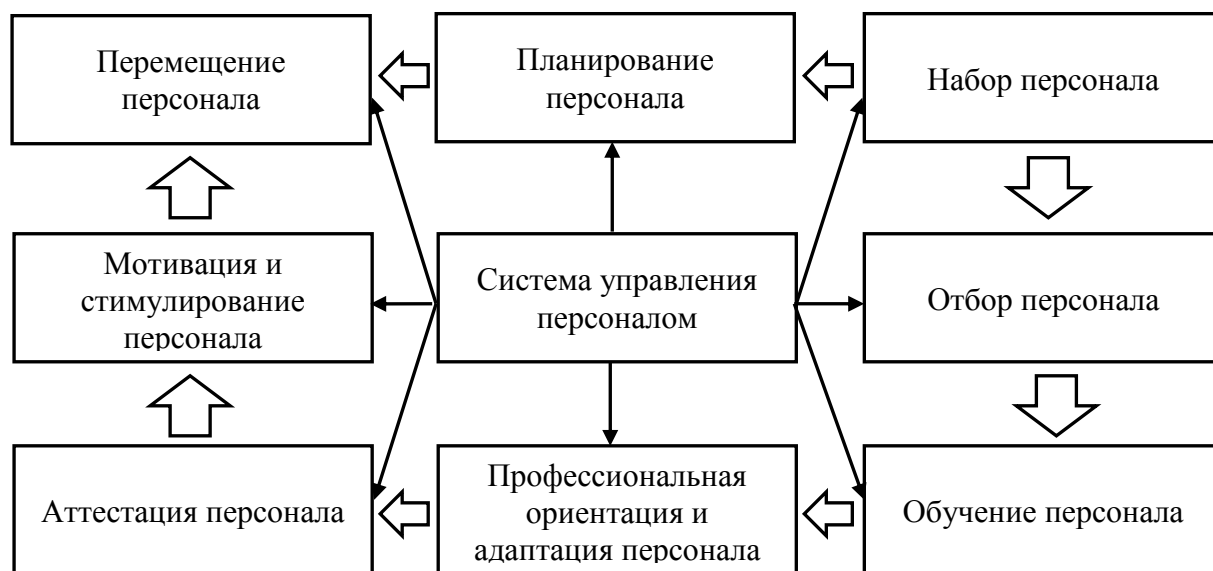 Перемещение
персонала
Планирование
персонала
Набор персонала
Мотивация и
стимулирование
персонала
Система управления
персоналом
Отбор персонала
Аттестация персонала
Профессиональная
ориентация и
адаптация персонала
Обучение персонала